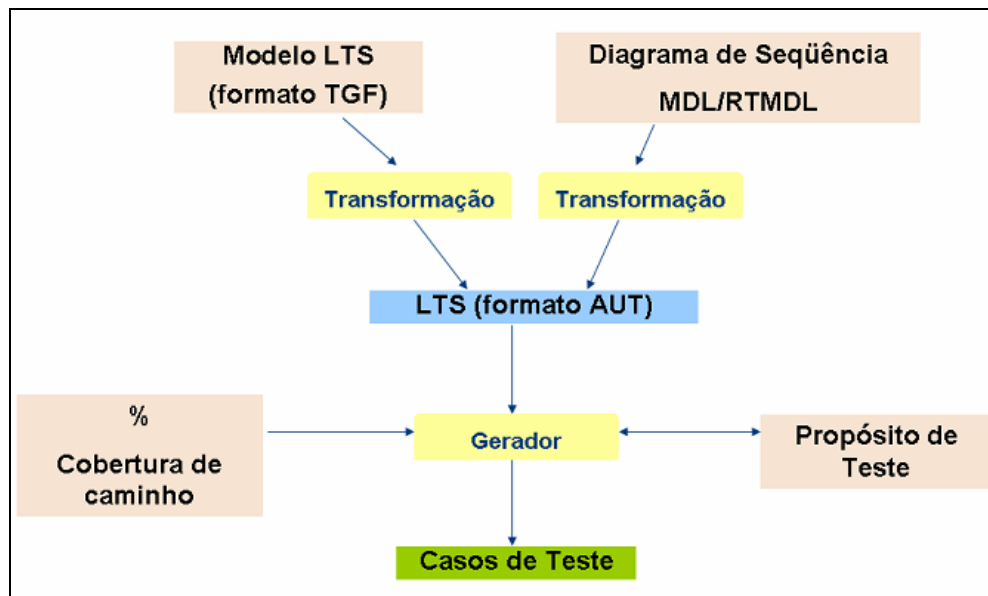 Modelo LTS
(formato TGF)
Diagrama de Seqüência
MDL/RTMDL
Transformação
Transformação
LTS (formato AUT)
%
Cobertura de
caminho
Gerador
Propósito de
Teste
Casos de Teste